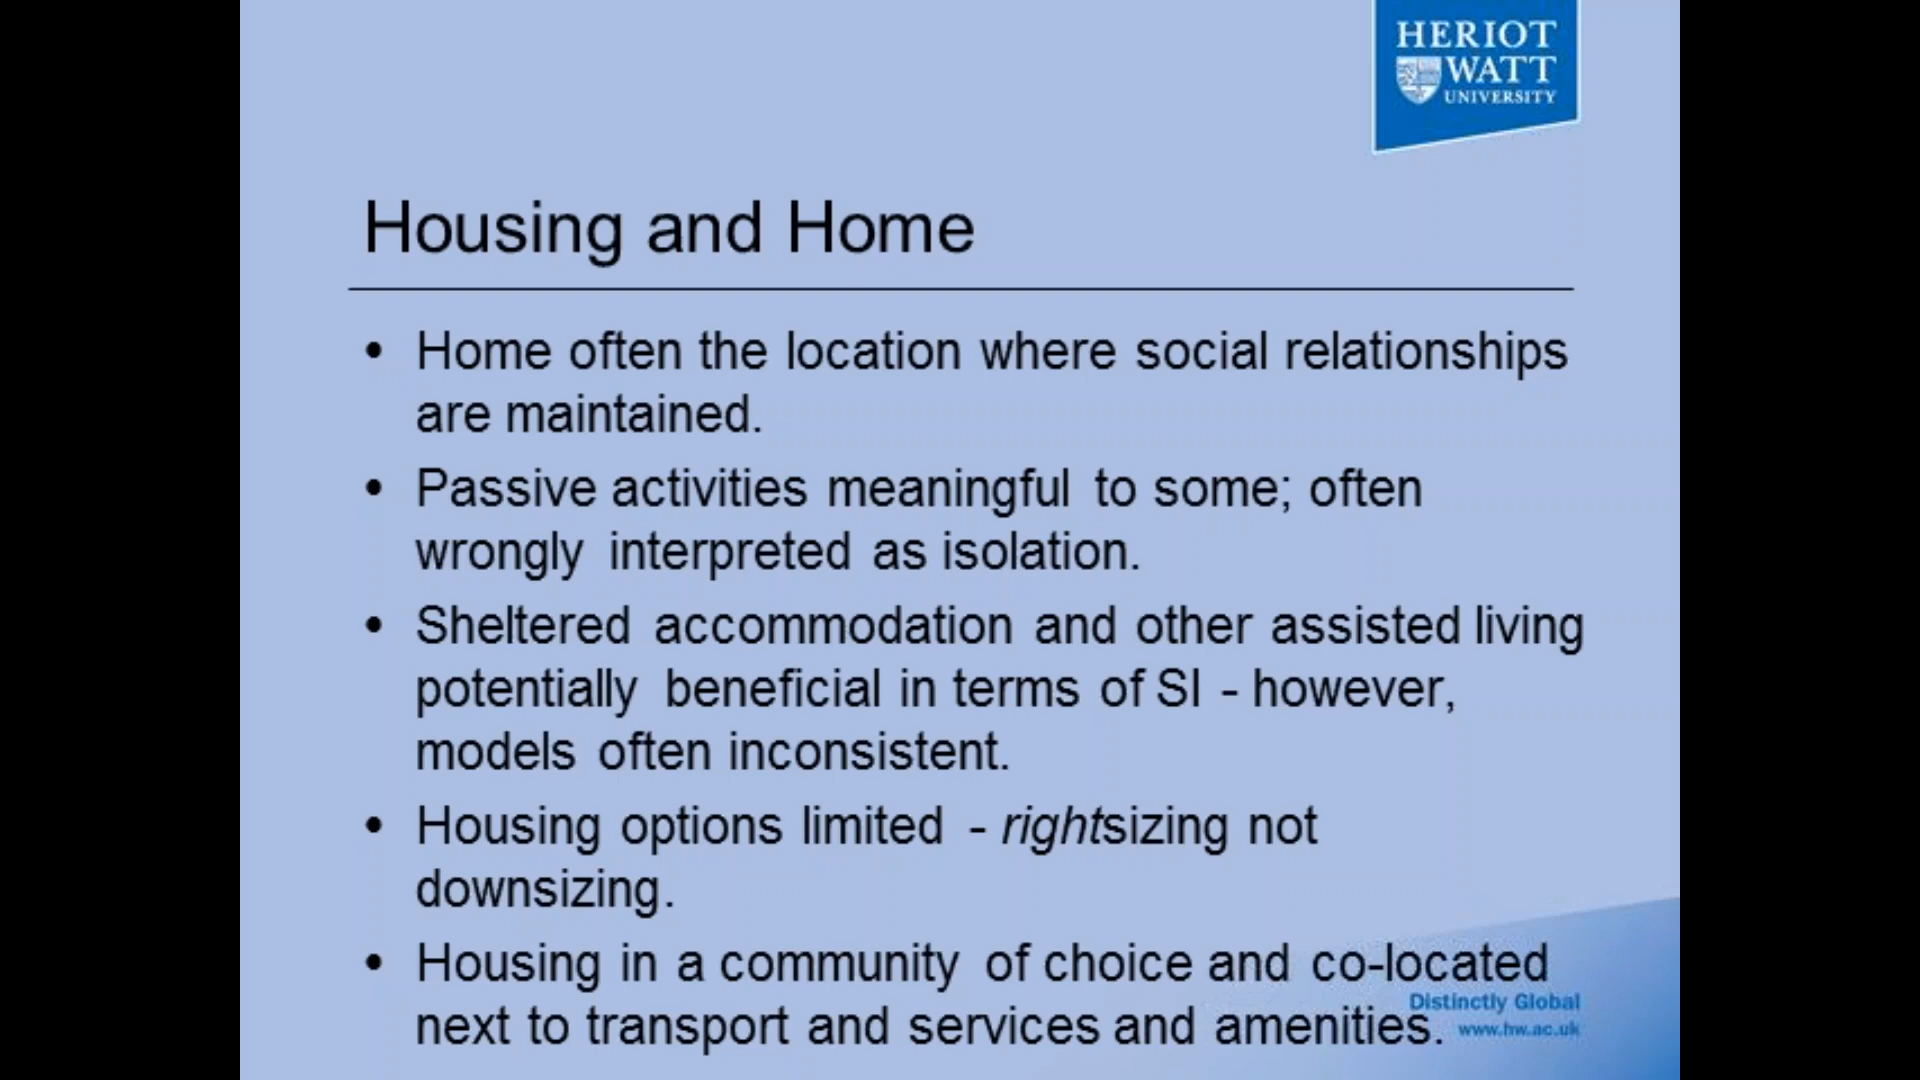 HERIOT
WATT
UNIVERSITY
Housing and Home
• Home often the location where social relationships
are maintained.
• Passive activities meaningful to some; often
wrongly interpreted as isolation.
• Sheltered accommodation and other assisted living
potentially beneficial in terms of SI - however,
models often inconsistent.
• Housing options limited - rightsizing not
downsizing.
• Housing in a community of choice and co-located
next to transport and services and amenities.
Distinctly Global
www.hw.ac.uk